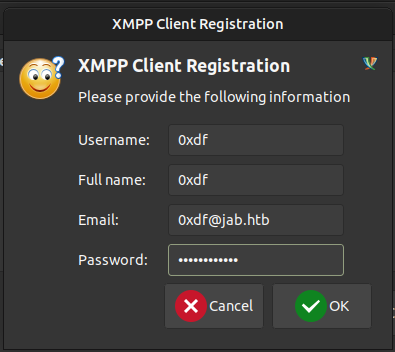 XMPP Client Registration
XMPP Client Registration
Please provide the following information
Username: 0xdf
Full name: 0xdf
Email: 0xdf@jab.htb
Password: ••••••••••••
Cancel OK